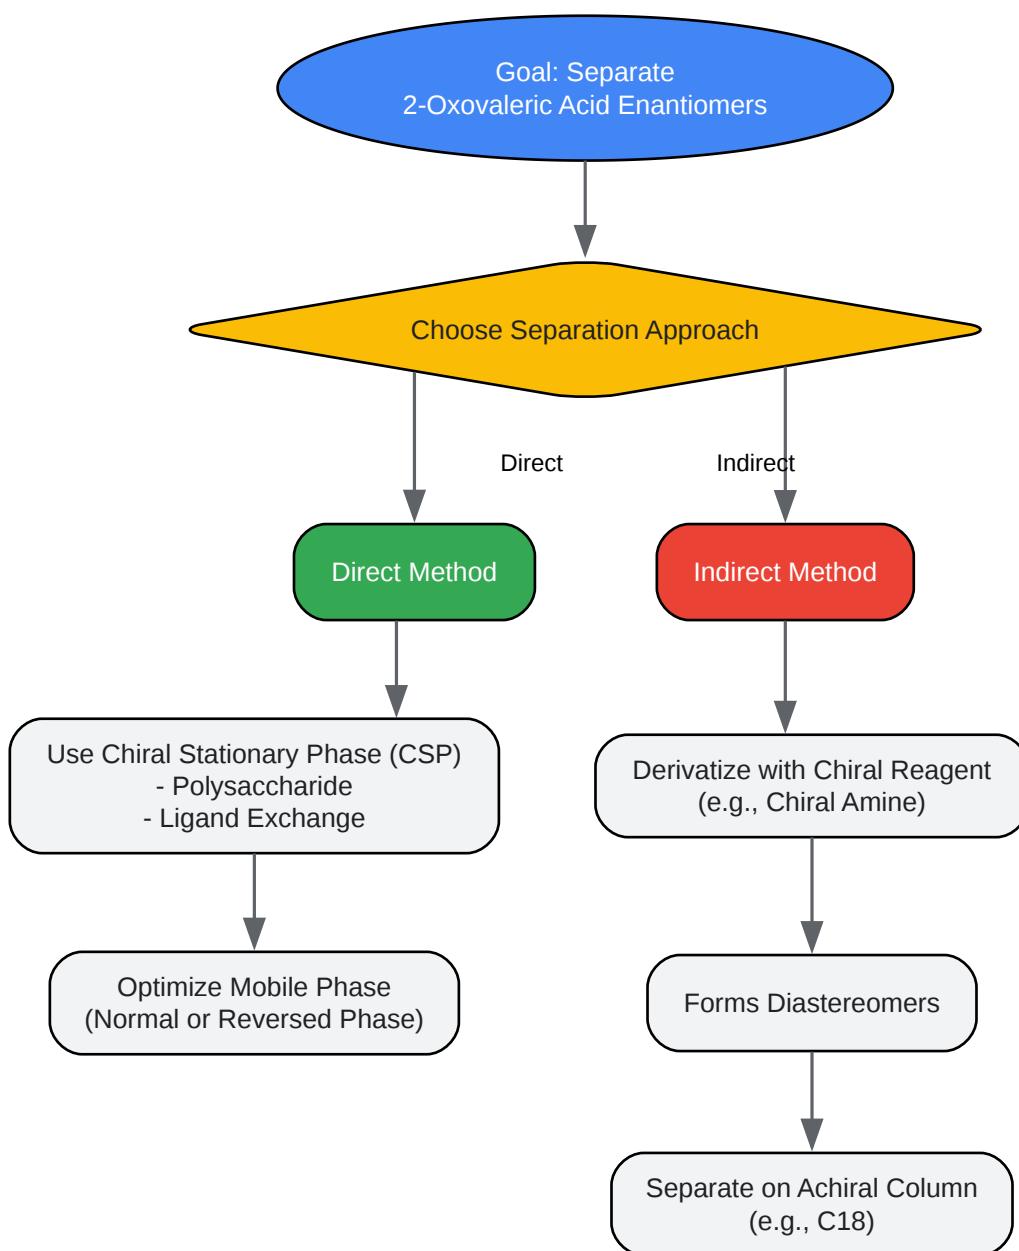 Goal: Separate
2-Oxovaleric Acid Enantiomers
Choose Separation Approach
Direct
Indirect
Direct Method
Indirect Method
Use Chiral Stationary Phase (CSP)
- Polysaccharide
- Ligand Exchange
Derivatize with Chiral Reagent
(e.g., Chiral Amine)
Optimize Mobile Phase
(Normal or Reversed Phase)
Forms Diastereomers
Separate on Achiral Column
(e.g., C18)